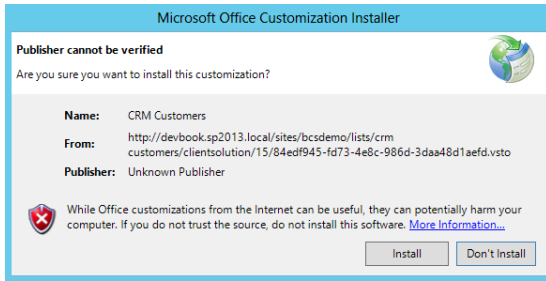 Microsoft Office Customization Installer
Publisher cannot be verified
Are you sure you want to install this customization?
Name: CRM Customers
From: http://devbook.sp2013.local/sites/bcsdemo/lists/crm
customers/clientsolution/15/84edf945-fd73-4e8c-986d-3daa48d1aefd.vsto
Publisher: Unknown Publisher
While Office customizations from the Internet can be useful, they can potentially harm your
computer. If you do not trust the source, do not install this software. More Information...
Install Don't Install